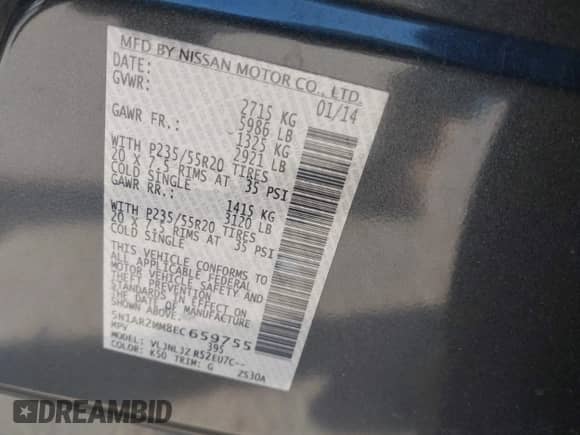 MFD BY NISSAN MOTOR CO., LTD.
DATE: 01/14
GVWR: 2715 KG
5986 LB
GAWR FR.: 1325 KG
2921 LB
WITH P235/55R20 TIRES
20 X 7.5 RIMS AT 35 PSI
COLD SINGLE
GAWR RR.: 1415 KG
3120 LB
WITH P235/55R20 TIRES
20 X 7.5 RIMS AT 35 PSI
COLD SINGLE
THIS VEHICLE CONFORMS TO
ALL APPLICABLE FEDERAL
MOTOR VEHICLE SAFETY AND
THEFT PREVENTION
STANDARDS IN EFFECT ON
THE DATE OF MANUFACTURE
SHOWN ABOVE.
5N1AR2MM8EC659755
MPV 395
MODEL: VLJNLJZ R52EU7C--
COLOR: K50 TRIM: G 2S30A
DREAMBID